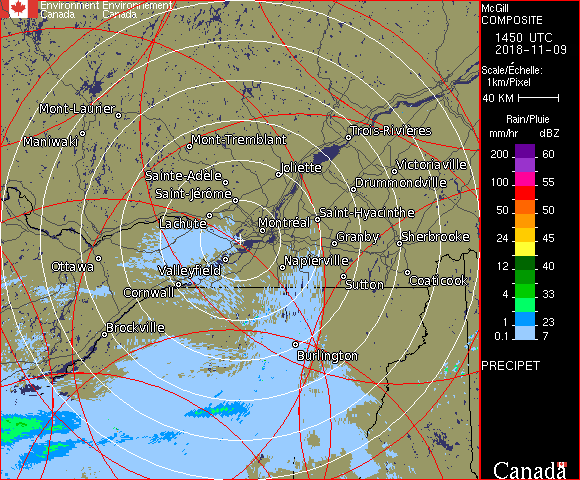 Environment Environnement
Canada Canada
McGill
COMPOSITE
1450 UTC
2018-11-09
Scale/Échelle:
1km/Pixel
40 KM
Rain/Pluie
mm/hr dBZ
200 60
155
100 55
50 50
24 45
12 40
4 33
1 23
0.1 7
PRECIPET
Canada
Mont-Laurier
Maniwaki
Mont-Tremblant
Trois-Rivières
Sainte-Adèle
Joliette
Victoriaville
Saint-Jérôme
Drummondville
Lachute
Montréal
Saint-Hyacinthe
Ottawa
Valleyfield
Napierville
Granby
Sherbrooke
Cornwall
Sutton
Coaticook
Brockville
Burlington